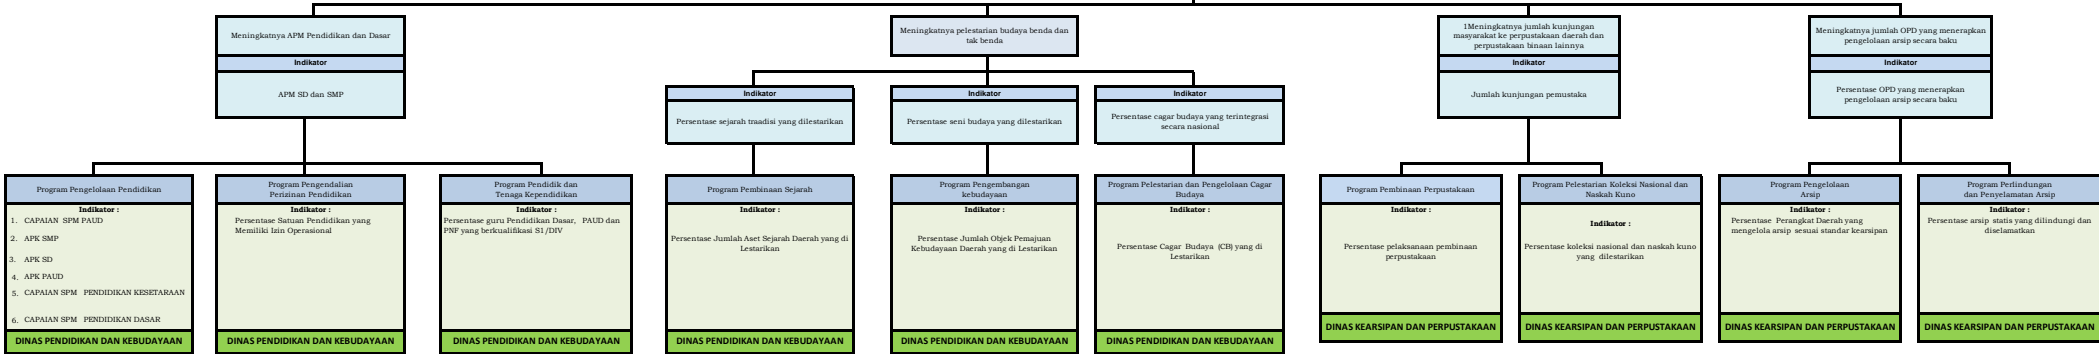 Meningkatnya APM Pendidikan dan Dasar
Indikator
APM SD dan SMP
Meningkatnya pelestarian budaya benda dan
tak benda
Indikator
Persentase sejarah traadisi yang dilestarikan
Indikator
Persentase seni budaya yang dilestarikan
Indikator
Persentase cagar budaya yang terintegrasi
secara nasional
1Meningkatnya jumlah kunjungan
masyarakat ke perpustakaan daerah dan
perpustakaan binaan lainnya
Indikator
Jumlah kunjungan pemustaka
Meningkatnya jumlah OPD yang menerapkan
pengelolaan arsip secara baku
Indikator
Persentase OPD yang menerapkan
pengelolaan arsip secara baku
Program Pengelolaan Pendidikan
Indikator :
1. CAPAIAN SPM PAUD
2. APK SMP
3. APK SD
4. APK PAUD
5. CAPAIAN SPM PENDIDIKAN KESETARAAN
6. CAPAIAN SPM PENDIDIKAN DASAR
DINAS PENDIDIKAN DAN KEBUDAYAAN
Program Pengendalian
Perizinan Pendidikan
Indikator :
Persentase Satuan Pendidikan yang
Memiliki Izin Operasional
DINAS PENDIDIKAN DAN KEBUDAYAAN
Program Pendidik dan
Tenaga Kependidikan
Indikator :
Persentase guru Pendidikan Dasar, PAUD dan
PNF yang berkualifikasi S1/DIV
DINAS PENDIDIKAN DAN KEBUDAYAAN
Program Pembinaan Sejarah
Indikator :
Persentase Jumlah Aset Sejarah Daerah yang di
Lestarikan
DINAS PENDIDIKAN DAN KEBUDAYAAN
Program Pengembangan
kebudayaan
Indikator :
Persentase Jumlah Objek Pemajuan
Kebudayaan Daerah yang di Lestarikan
DINAS PENDIDIKAN DAN KEBUDAYAAN
Program Pelestarian dan Pengelolaan Cagar
Budaya
Indikator :
Persentase Cagar Budaya (CB) yang di
Lestarikan
DINAS PENDIDIKAN DAN KEBUDAYAAN
Program Pembinaan Perpustakaan
Indikator :
Persentase pelaksanaan pembinaan
perpustakaan
DINAS KEARSIPAN DAN PERPUSTAKAAN
Program Pelestarian Koleksi Nasional dan
Naskah Kuno
Indikator :
Persentase koleksi nasional dan naskah kuno
yang dilestarikan
DINAS KEARSIPAN DAN PERPUSTAKAAN
Program Pengelolaan
Arsip
Indikator :
Persentase Perangkat Daerah yang
mengelola arsip sesuai standar kearsipan
DINAS KEARSIPAN DAN PERPUSTAKAAN
Program Perlindungan
dan Penyelamatan Arsip
Indikator :
Persentase arsip statis yang dilindungi dan
diselamatkan
DINAS KEARSIPAN DAN PERPUSTAKAAN